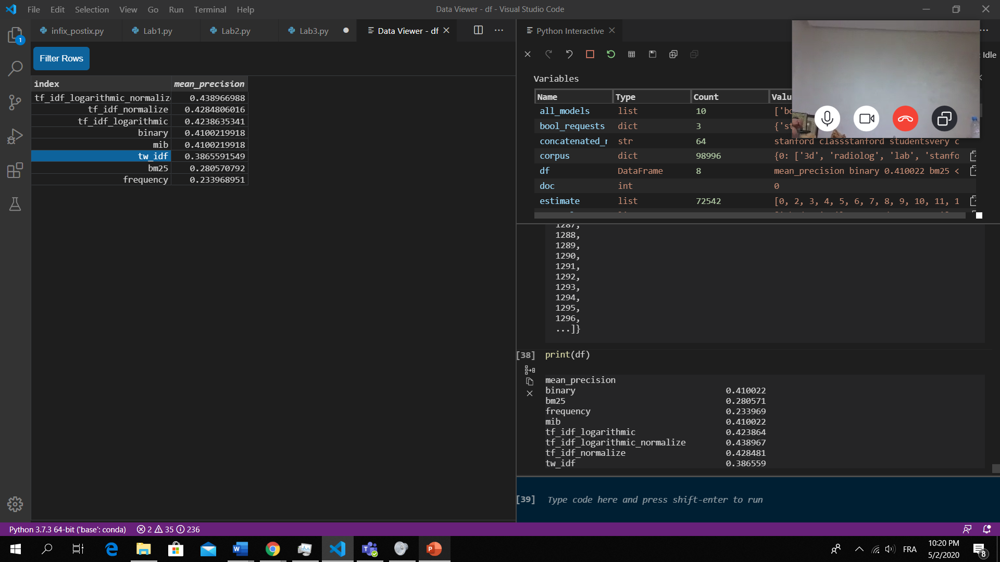 File Edit Selection View Go Run Terminal Help
Data Viewer - df - Visual Studio Code
infix_postix.py
Lab1.py
Lab2.py
Lab3.py
Data Viewer - df
Filter Rows
index mean_precision
tf_idf_logarithmic_normaliz 0.438966988
tf_idf_normalize 0.4284806016
tf_idf_logarithmic 0.4238635341
binary 0.4100219918
mib 0.4100219918
tw_idf 0.3865591549
bm25 0.280570792
frequency 0.233968951
Python Interactive
: Idle
Variables
Name Type Count Valu
all_models list 10 ['bo
bool_requests dict 3 {'st
concatenated_r str 64 stanford classstanford studentsvery c
corpus dict 98996 {0: ['3d', 'radiolog', 'lab', 'stanfo
df DataFrame 8 mean_precision binary 0.410022 bm25 <
doc int 0
estimate list 72542 [0, 2, 3, 4, 5, 6, 7, 8, 9, 10, 11, 1
1287,
1288,
1289,
1290,
1291,
1292,
1293,
1294,
1295,
1296,
...]}
[38] print(df)
mean_precision
binary 0.410022
bm25 0.280571
frequency 0.233969
mib 0.410022
tf_idf_logarithmic 0.423864
tf_idf_logarithmic_normalize 0.438967
tf_idf_normalize 0.428481
tw_idf 0.386559
[39] Type code here and press shift-enter to run
1
Python 3.7.3 64-bit ('base': conda) 2 35 236
FRA
10:20 PM
5/2/2020
8